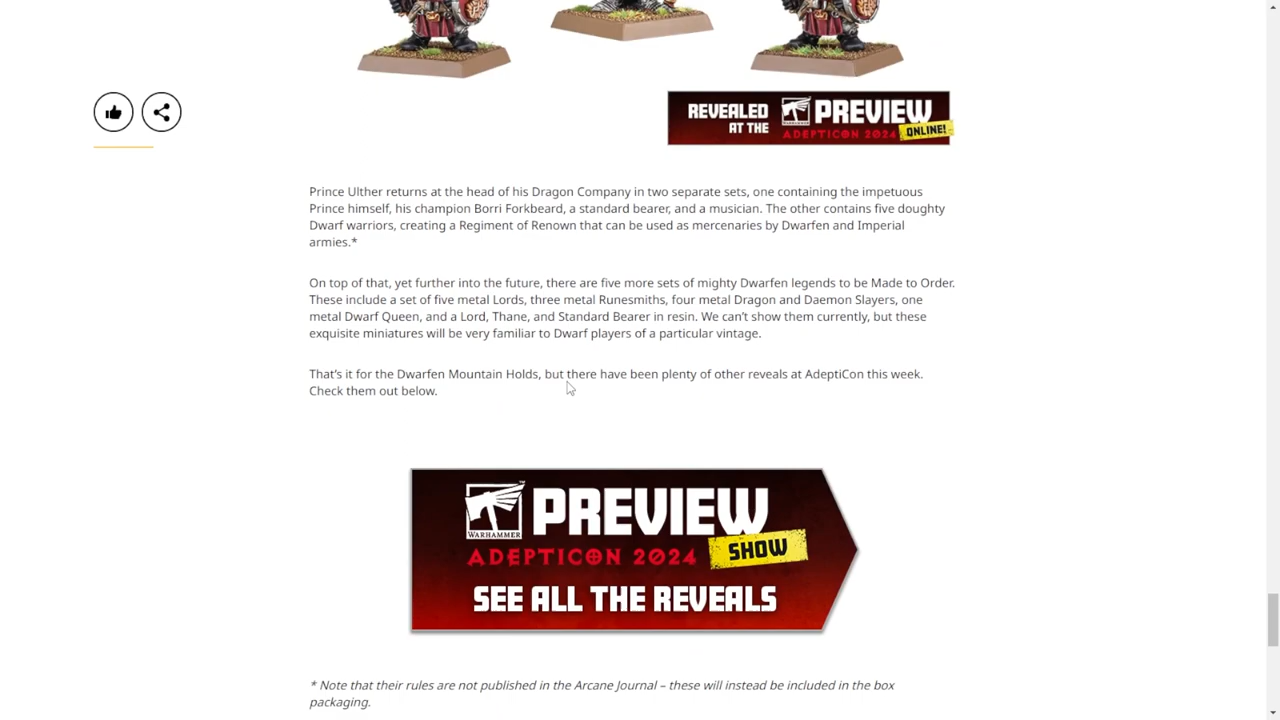 REVEALED
AT THE
WARHAMMER
PREVIEW
ADEPTICON 2024
ONLINE!
Prince Ulther returns at the head of his Dragon Company in two separate sets, one containing the impetuous
Prince himself, his champion Borri Forkbeard, a standard bearer, and a musician. The other contains five doughty
Dwarf warriors, creating a Regiment of Renown that can be used as mercenaries by Dwarfen and Imperial
armies.*
On top of that, yet further into the future, there are five more sets of mighty Dwarfen legends to be Made to Order.
These include a set of five metal Lords, three metal Runesmiths, four metal Dragon and Daemon Slayers, one
metal Dwarf Queen, and a Lord, Thane, and Standard Bearer in resin. We can’t show them currently, but these
exquisite miniatures will be very familiar to Dwarf players of a particular vintage.
That’s it for the Dwarfen Mountain Holds, but there have been plenty of other reveals at AdeptiCon this week.
Check them out below.
WARHAMMER
PREVIEW
ADEPTICON 2024
SHOW
SEE ALL THE REVEALS
* Note that their rules are not published in the Arcane Journal – these will instead be included in the box
packaging.